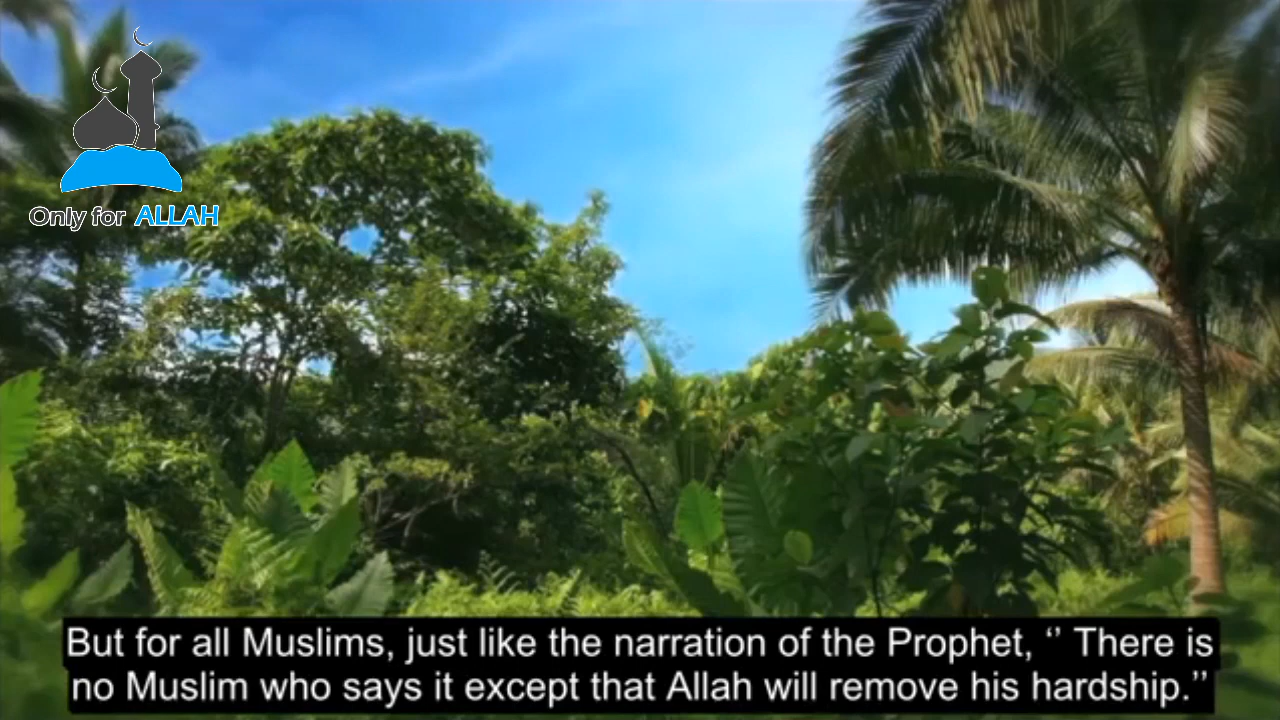 Only for ALLAH
But for all Muslims, just like the narration of the Prophet, ‘’ There is
no Muslim who says it except that Allah will remove his hardship.’’